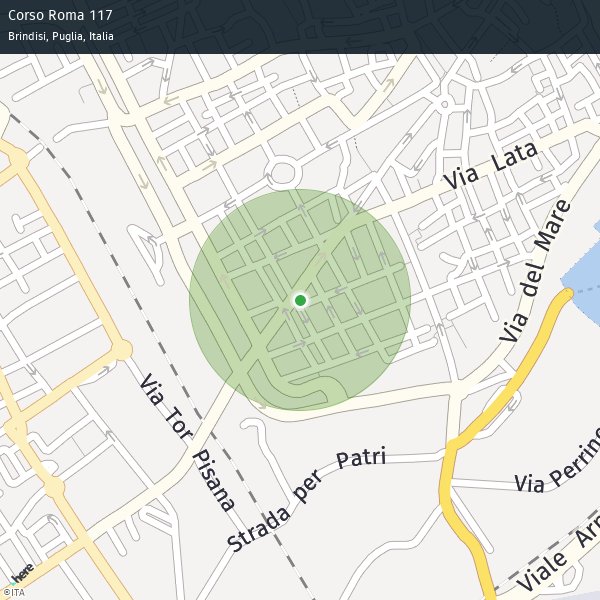 Corso Roma 117
Brindisi, Puglia, Italia
Via Lata
Via del Mare
Via Tor Pisana
Strada per Patri
Via Perrino
Viale Arn
here
©ITA